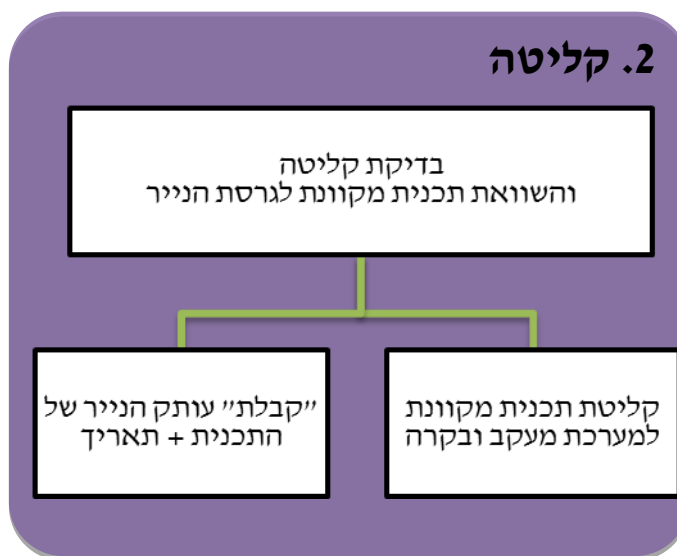 2. קליטה
בדיקת קליטה
והשוואת תכנית מקוונת לגרסת הנייר
קליטת תכנית מקוונת
למערכת מעקב ובקרה
"קבלת" עותק הנייר של
התכנית + תאריך